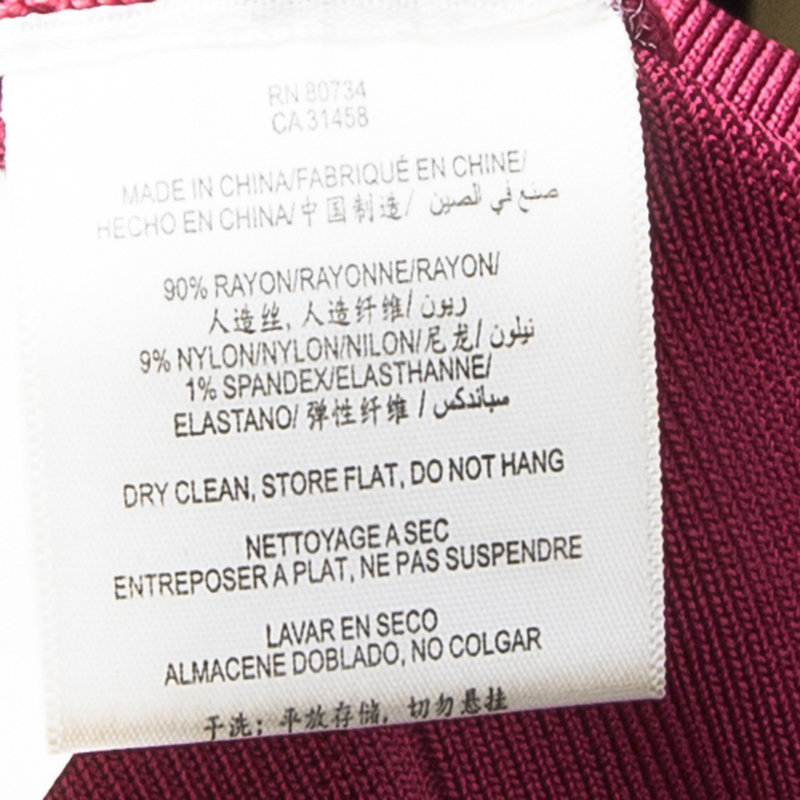 RN 80734
CA 31458
MADE IN CHINA/FABRIQUÉ EN CHINE/
HECHO EN CHINA/中国制造/ صنع في الصين
90% RAYON/RAYONNE/RAYON/
人造丝, 人造纤维/ ريون
9% NYLON/NYLON/NILON/尼龙/ نيلون
1% SPANDEX/ELASTHANNE/
ELASTANO/ 弹性纤维 / سباندكس
DRY CLEAN, STORE FLAT, DO NOT HANG
NETTOYAGE A SEC
ENTREPOSER A PLAT, NE PAS SUSPENDRE
LAVAR EN SECO
ALMACENE DOBLADO, NO COLGAR
干洗; 平放存储, 切勿悬挂